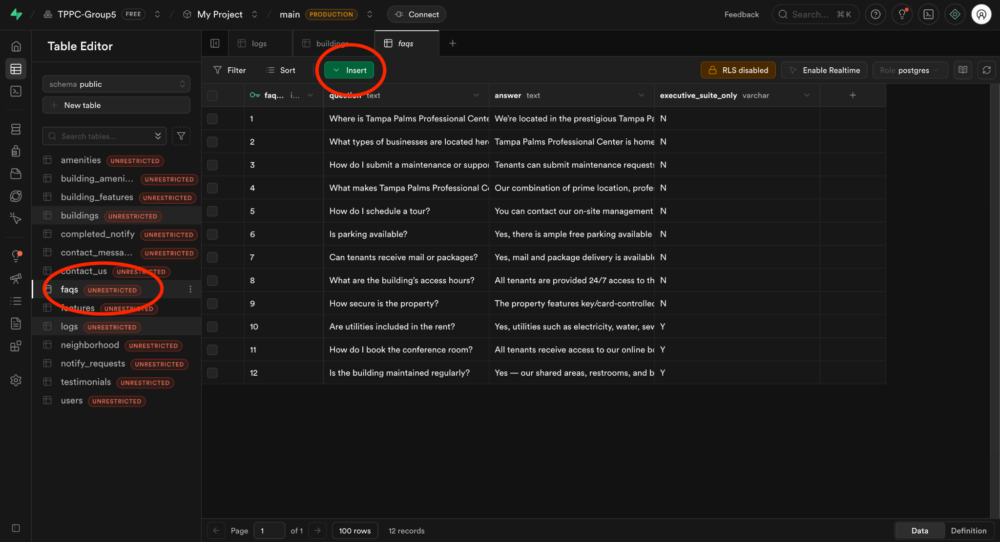 TPPC-Group5 FREE / My Project / main PRODUCTION Connect Feedback Search... ⌘ K
Table Editor
schema public
New table
Search tables...
amenities UNRESTRICTED
building_ameni... UNRESTRICTED
building_features UNRESTRICTED
buildings UNRESTRICTED
completed_notify UNRESTRICTED
contact_messa... UNRESTRICTED
contact_us UNRESTRICTED
faqs UNRESTRICTED
features UNRESTRICTED
logs UNRESTRICTED
neighborhood UNRESTRICTED
notify_requests UNRESTRICTED
testimonials UNRESTRICTED
users UNRESTRICTED
logs buildings faqs
Filter Sort Insert RLS disabled Enable Realtime Role postgres
faq... i... question text answer text executive_suite_only varchar
1 Where is Tampa Palms Professional Cente We’re located in the prestigious Tampa Pa N
2 What types of businesses are located here Tampa Palms Professional Center is home N
3 How do I submit a maintenance or suppor Tenants can submit maintenance requests N
4 What makes Tampa Palms Professional Ce Our combination of prime location, profes N
5 How do I schedule a tour? You can contact our on-site management N
6 Is parking available? Yes, there is ample free parking available N
7 Can tenants receive mail or packages? Yes, mail and package delivery is available N
8 What are the building’s access hours? All tenants are provided 24/7 access to th N
9 How secure is the property? The property features key/card-controlled N
10 Are utilities included in the rent? Yes, utilities such as electricity, water, sew Y
11 How do I book the conference room? All tenants receive access to our online bo Y
12 Is the building maintained regularly? Yes — our shared areas, restrooms, and b Y
Page 1 of 1 100 rows 12 records Data Definition